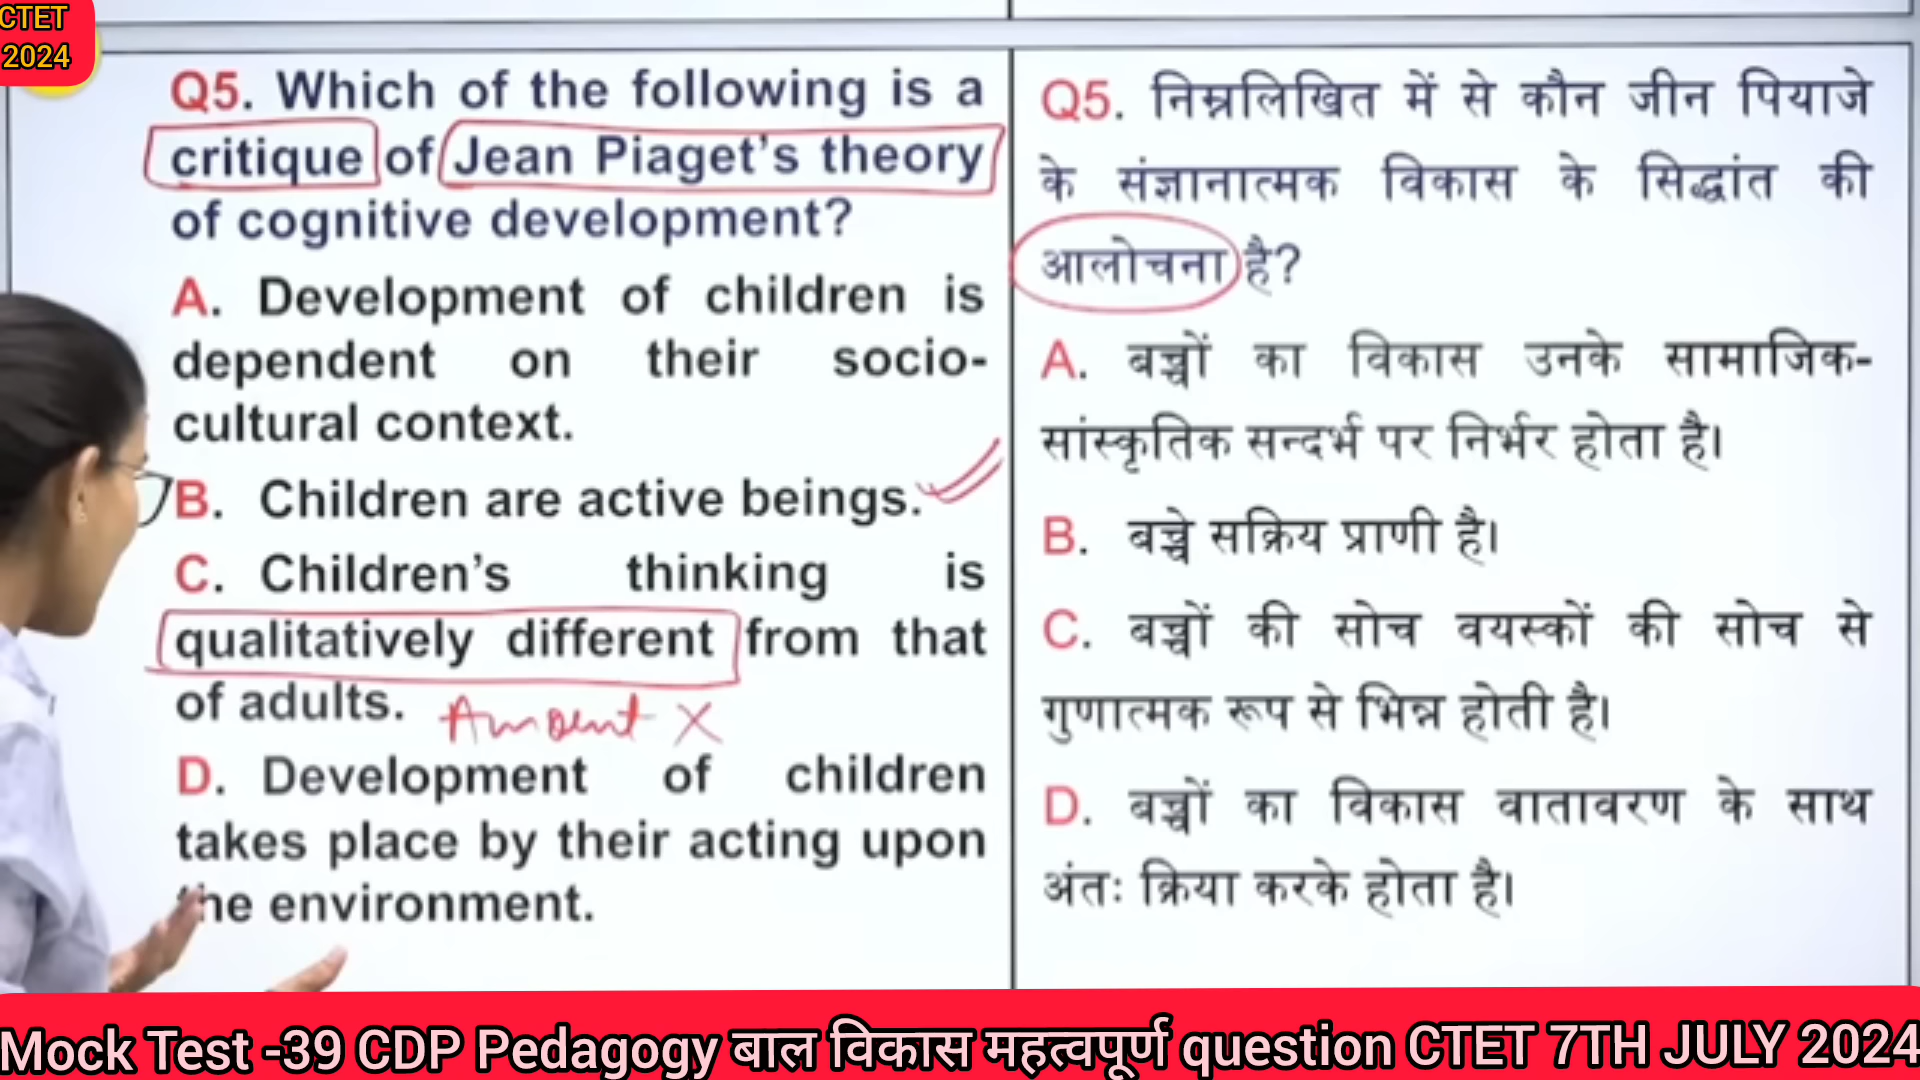 CTET
2024
Q5. Which of the following is a
critique of Jean Piaget's theory
of cognitive development?
A. Development of children is
dependent on their socio-
cultural context.
B. Children are active beings.
C. Children's thinking is
qualitatively different from that
of adults.
Amount X
D. Development of children
takes place by their acting upon
the environment.
Q5. निम्नलिखित में से कौन जीन पियाजे
के संज्ञानात्मक विकास के सिद्धांत की
आलोचना है?
A. बच्चों का विकास उनके सामाजिक-
सांस्कृतिक सन्दर्भ पर निर्भर होता है।
B. बच्चे सक्रिय प्राणी है।
C. बच्चों की सोच वयस्कों की सोच से
गुणात्मक रूप से भिन्न होती है।
D. बच्चों का विकास वातावरण के साथ
अंतः क्रिया करके होता है।
Mock Test -39 CDP Pedagogy बाल विकास महत्वपूर्ण question CTET 7TH JULY 2024